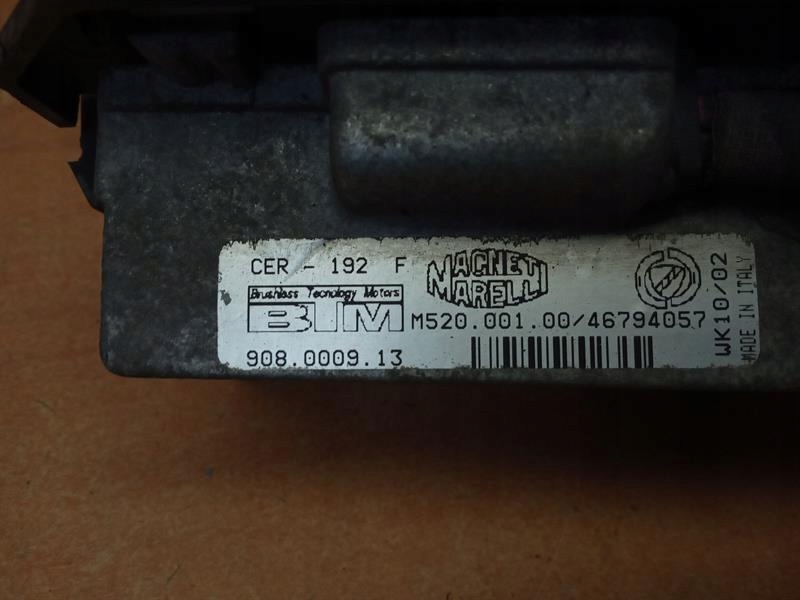 CER - 192 F
MAGNETI
MARELLI
Brushless Tecnology Motors
BTM
M520.001.00/46794057
908.0009.13
WK10/02
MADE IN ITALY